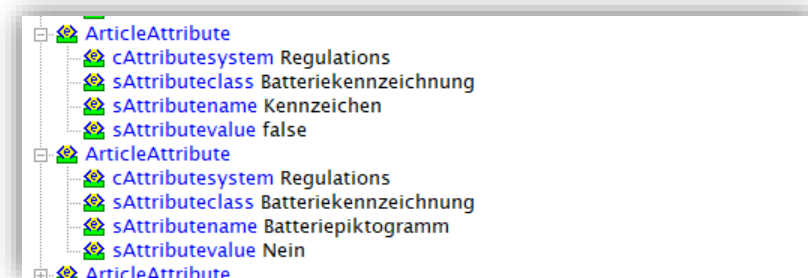 ArticleAttribute
cAttributesystem Regulations
sAttributeclass Batteriekennzeichnung
sAttributename Kennzeichen
sAttributevalue false
ArticleAttribute
cAttributesystem Regulations
sAttributeclass Batteriekennzeichnung
sAttributename Batteriepiktogramm
sAttributevalue Nein
ArticleAttribute